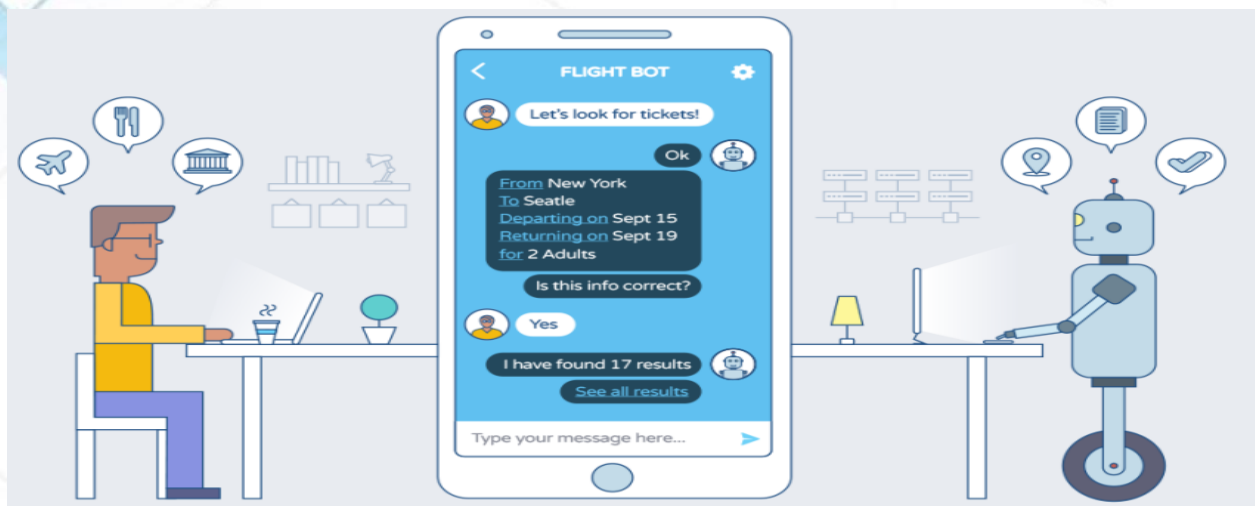 FLIGHT BOT
Let's look for tickets!
Ok
From New York
To Seatle
Departing on Sept 15
Returning on Sept 19
for 2 Adults
Is this info correct?
Yes
I have found 17 results
See all results
Type your message here...